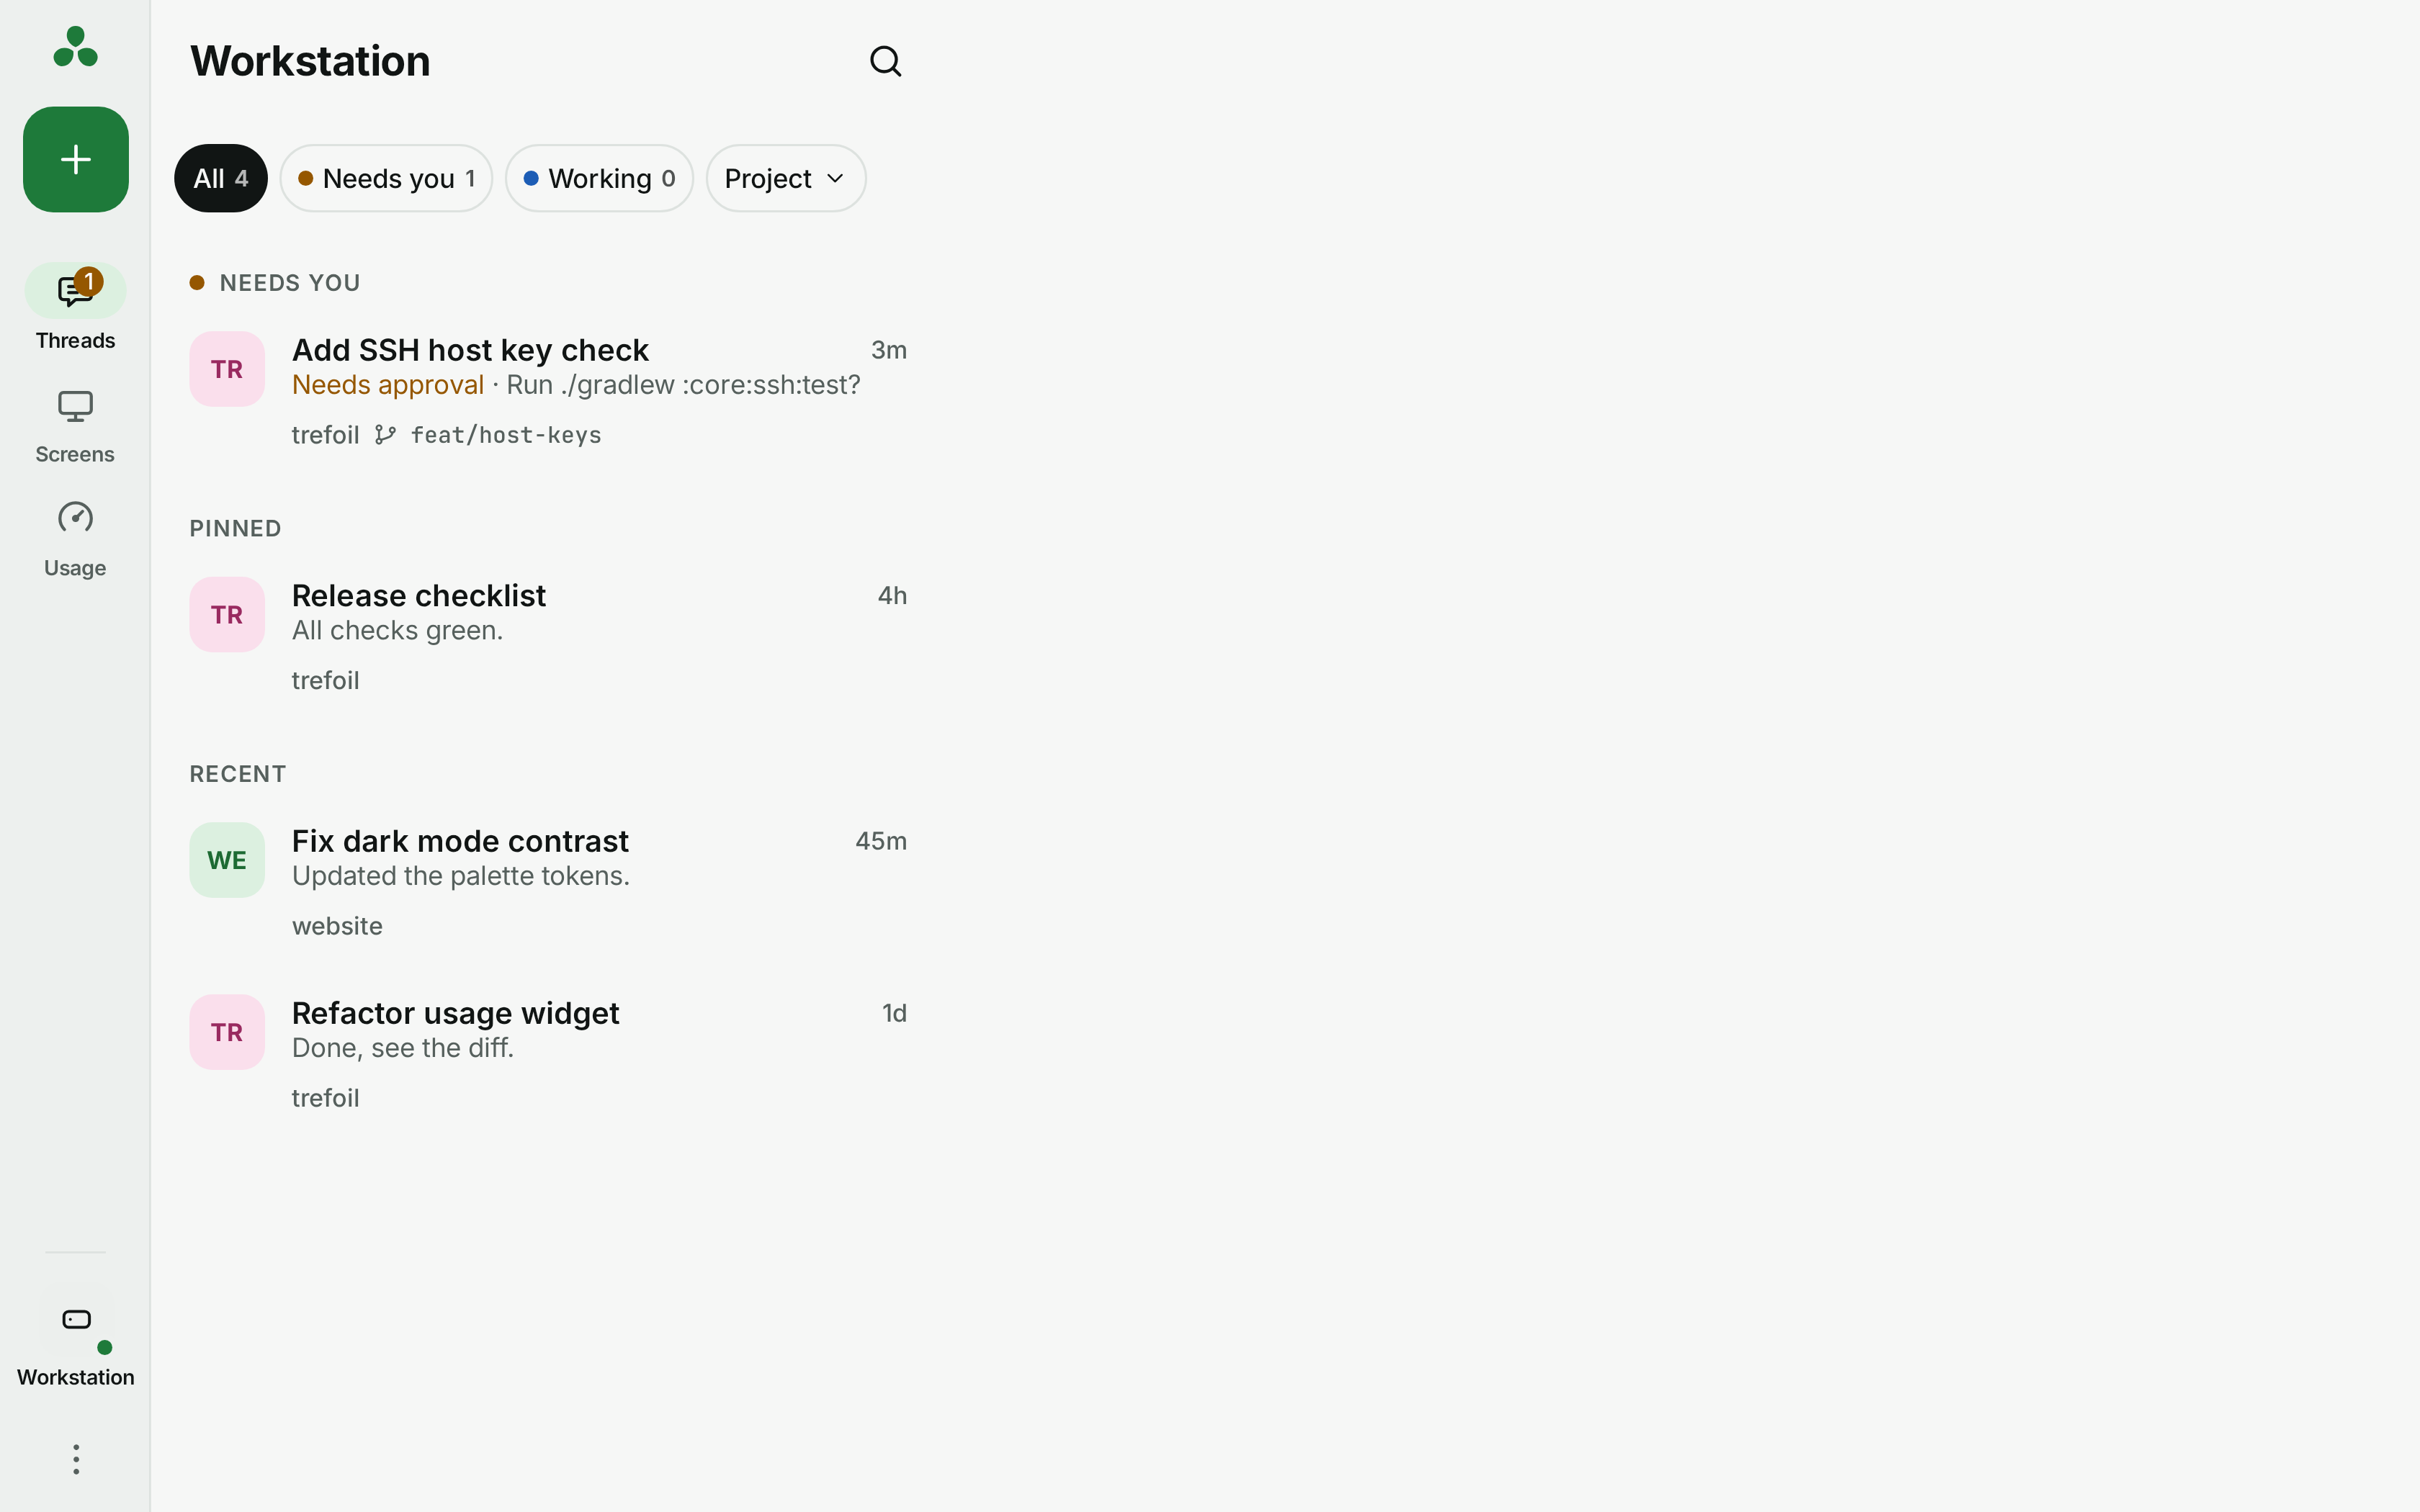 Workstation
All 4
Needs you 1
Working 0
Project
1
Threads
Screens
Usage
NEEDS YOU
TR
Add SSH host key check
3m
Needs approval · Run ./gradlew :core:ssh:test?
trefoil feat/host-keys
PINNED
TR
Release checklist
4h
All checks green.
trefoil
RECENT
WE
Fix dark mode contrast
45m
Updated the palette tokens.
website
TR
Refactor usage widget
1d
Done, see the diff.
trefoil
Workstation